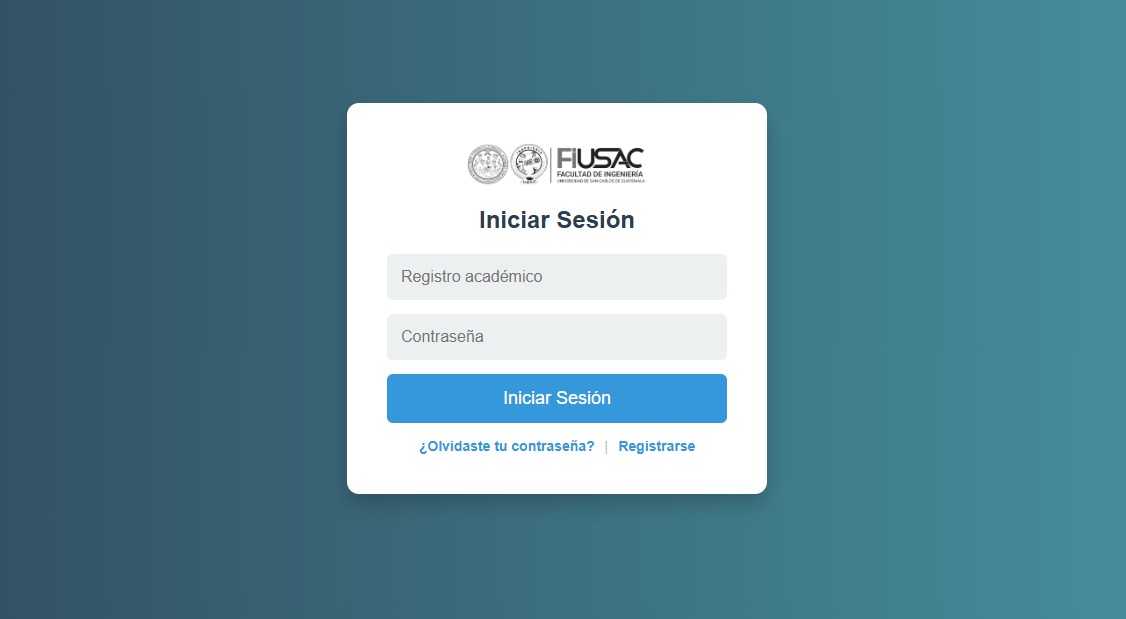 FIUSAC
FACULTAD DE INGENIERÍA
UNIVERSIDAD DE SAN CARLOS DE GUATEMALA
Iniciar Sesión
Registro académico
Contraseña
Iniciar Sesión
¿Olvidaste tu contraseña? | Registrarse